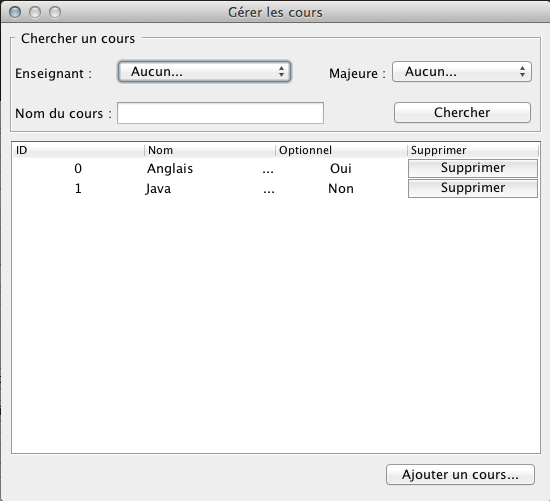 Gérer les cours
Chercher un cours
Enseignant : Aucun... Majeure : Aucun...
Nom du cours : Chercher
ID Nom Optionnel Supprimer
0 Anglais ... Oui Supprimer
1 Java ... Non Supprimer
Ajouter un cours...